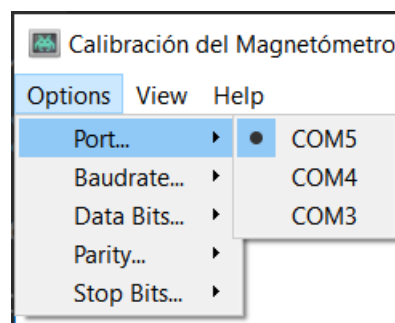 Calibración del Magnetómetro
Options View Help
Port... COM5
Baudrate... COM4
Data Bits... COM3
Parity...
Stop Bits...